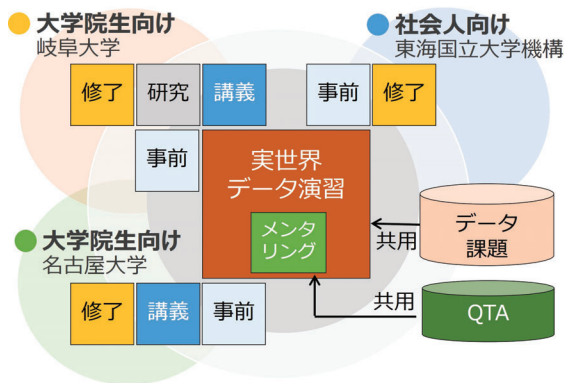 大学院生向け
岐阜大学
社会人向け
東海国立大学機構
修了
研究
講義
事前
修了
事前
実世界
データ演習
メンタ
リング
データ
課題
共用
大学院生向け
名古屋大学
共用
QTA
修了
講義
事前